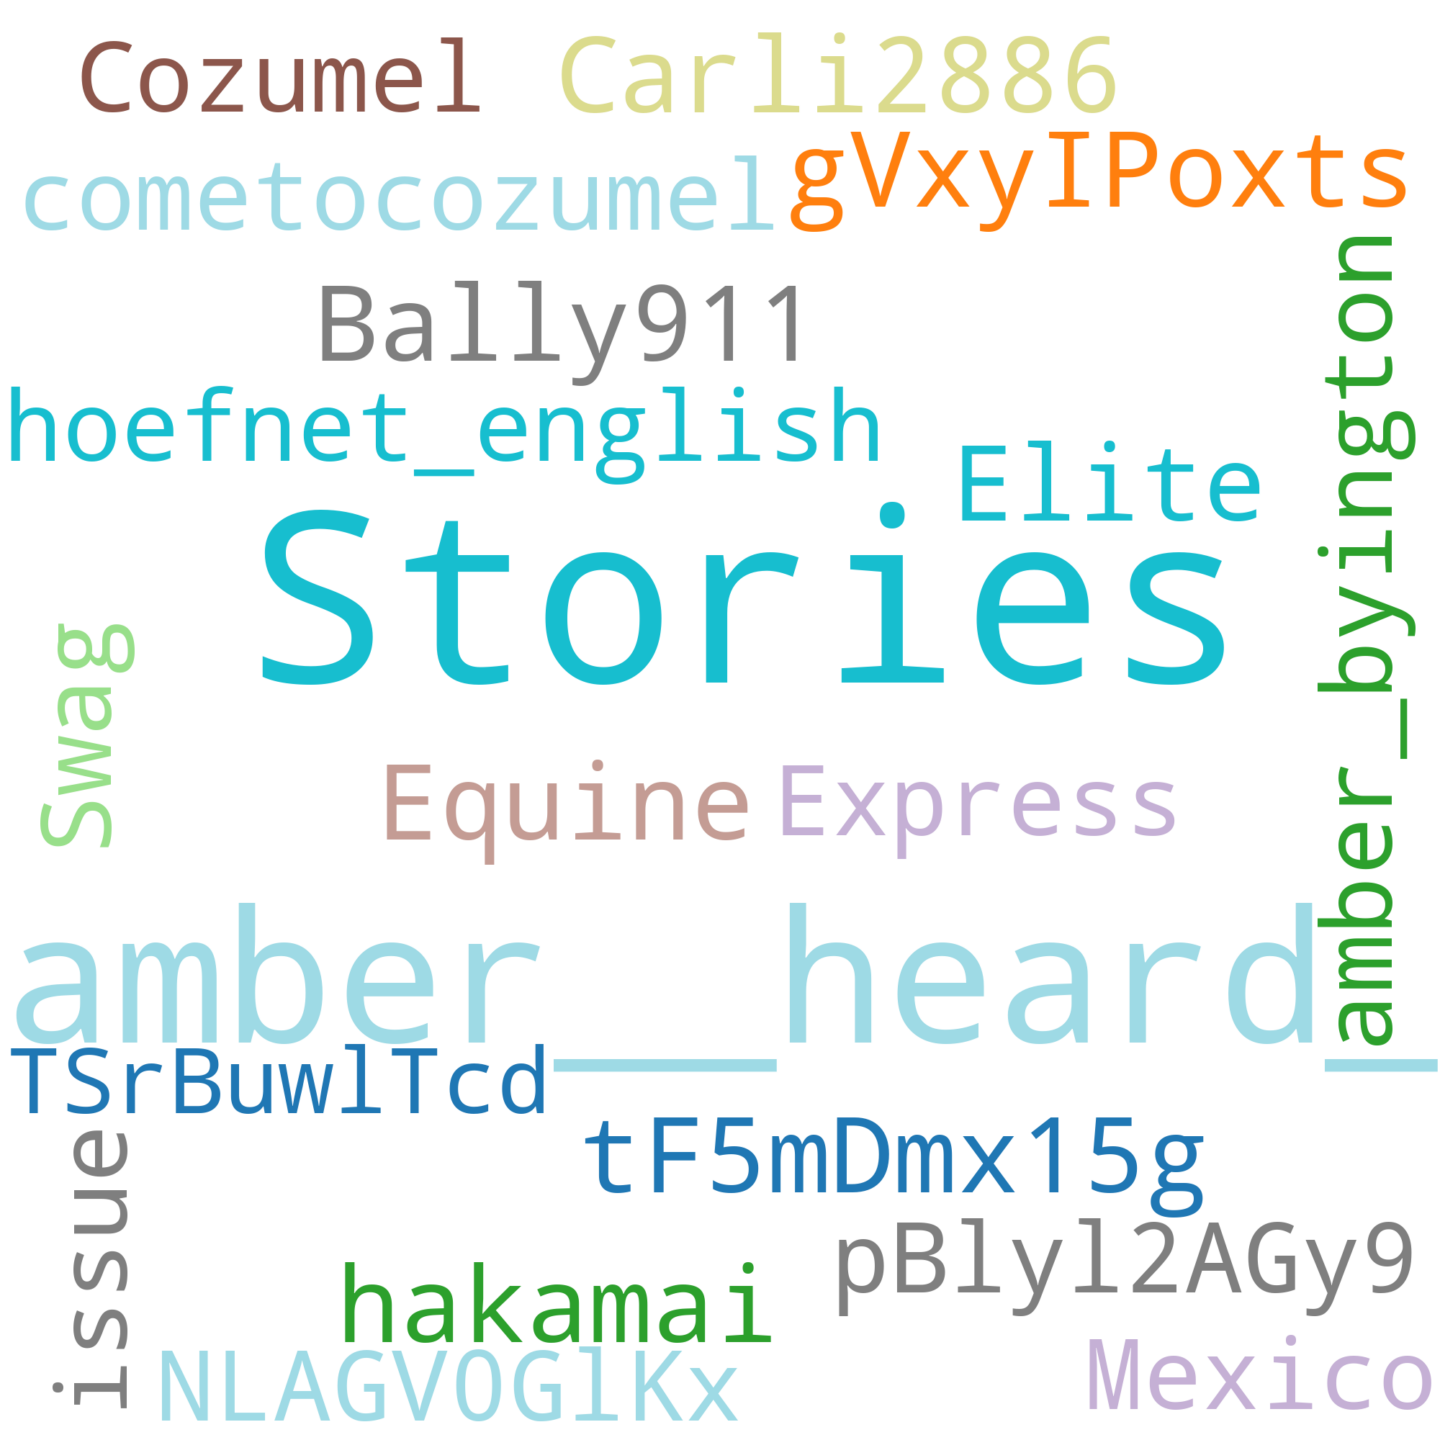 Cozumel
Carli2886
cometocozumel
gVxyIPoxts
Bally911
hoefnet_english
Elite
amber_byington
Stories
Swag
Equine
Express
amber__heard_
TSrBuwlTcd
tF5mDmx15g
issue
pBlyl2AGy9
hakamai
NLAGV0GlKx
Mexico